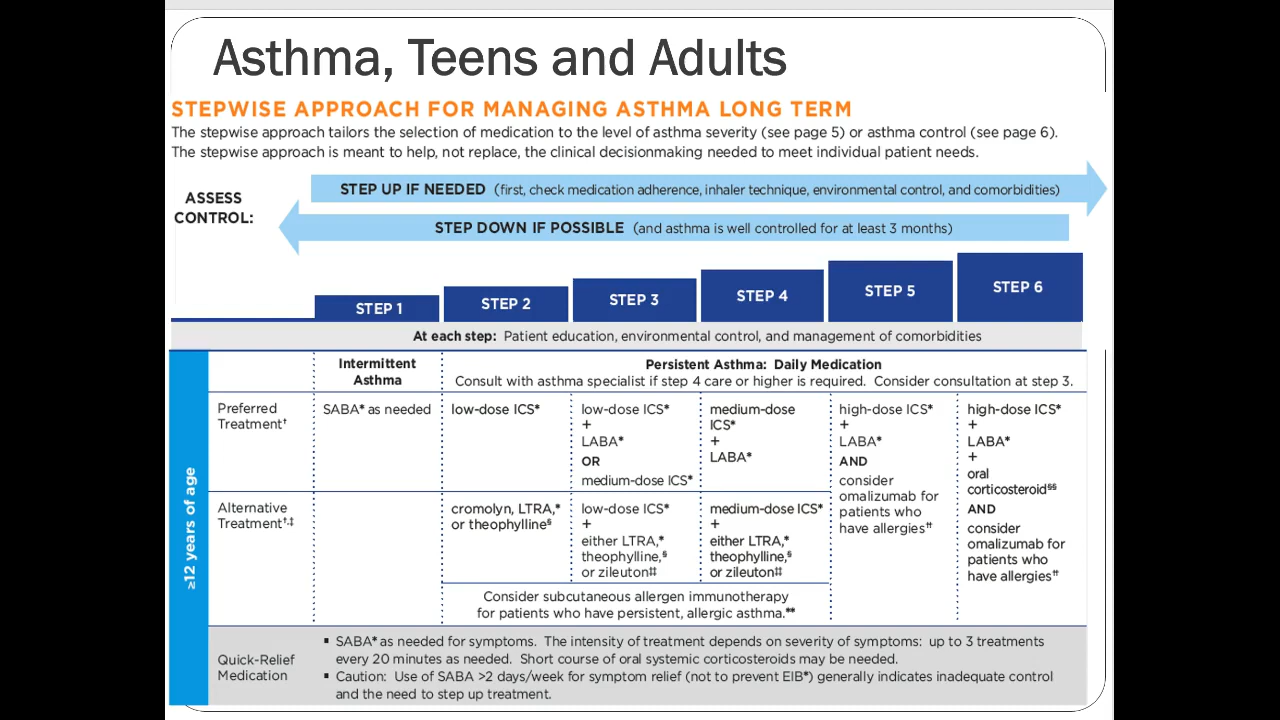 Asthma, Teens and Adults
STEPWISE APPROACH FOR MANAGING ASTHMA LONG TERM
The stepwise approach tailors the selection of medication to the level of asthma severity (see page 5) or asthma control (see page 6).
The stepwise approach is meant to help, not replace, the clinical decisionmaking needed to meet individual patient needs.
ASSESS
CONTROL:
STEP UP IF NEEDED (first, check medication adherence, inhaler technique, environmental control, and comorbidities)
STEP DOWN IF POSSIBLE (and asthma is well controlled for at least 3 months)
STEP 1
STEP 2
STEP 3
STEP 4
STEP 5
STEP 6
At each step: Patient education, environmental control, and management of comorbidities
≥12 years of age
Intermittent
Asthma
Persistent Asthma: Daily Medication
Consult with asthma specialist if step 4 care or higher is required. Consider consultation at step 3.
Preferred
Treatment†
SABA* as needed
low-dose ICS*
low-dose ICS*
+
LABA*
OR
medium-dose ICS*
medium-dose
ICS*
+
LABA*
high-dose ICS*
+
LABA*
AND
consider
omalizumab for
patients who
have allergies††
high-dose ICS*
+
LABA*
+
oral
corticosteroid§§
AND
consider
omalizumab for
patients who
have allergies††
Alternative
Treatment†,‡
cromolyn, LTRA,*
or theophylline§
low-dose ICS*
+
either LTRA,*
theophylline,§
or zileuton‡‡
medium-dose ICS*
+
either LTRA,*
theophylline,§
or zileuton‡‡
Consider subcutaneous allergen immunotherapy
for patients who have persistent, allergic asthma.**
Quick-Relief
Medication
▪ SABA* as needed for symptoms. The intensity of treatment depends on severity of symptoms: up to 3 treatments
every 20 minutes as needed. Short course of oral systemic corticosteroids may be needed.
▪ Caution: Use of SABA >2 days/week for symptom relief (not to prevent EIB*) generally indicates inadequate control
and the need to step up treatment.